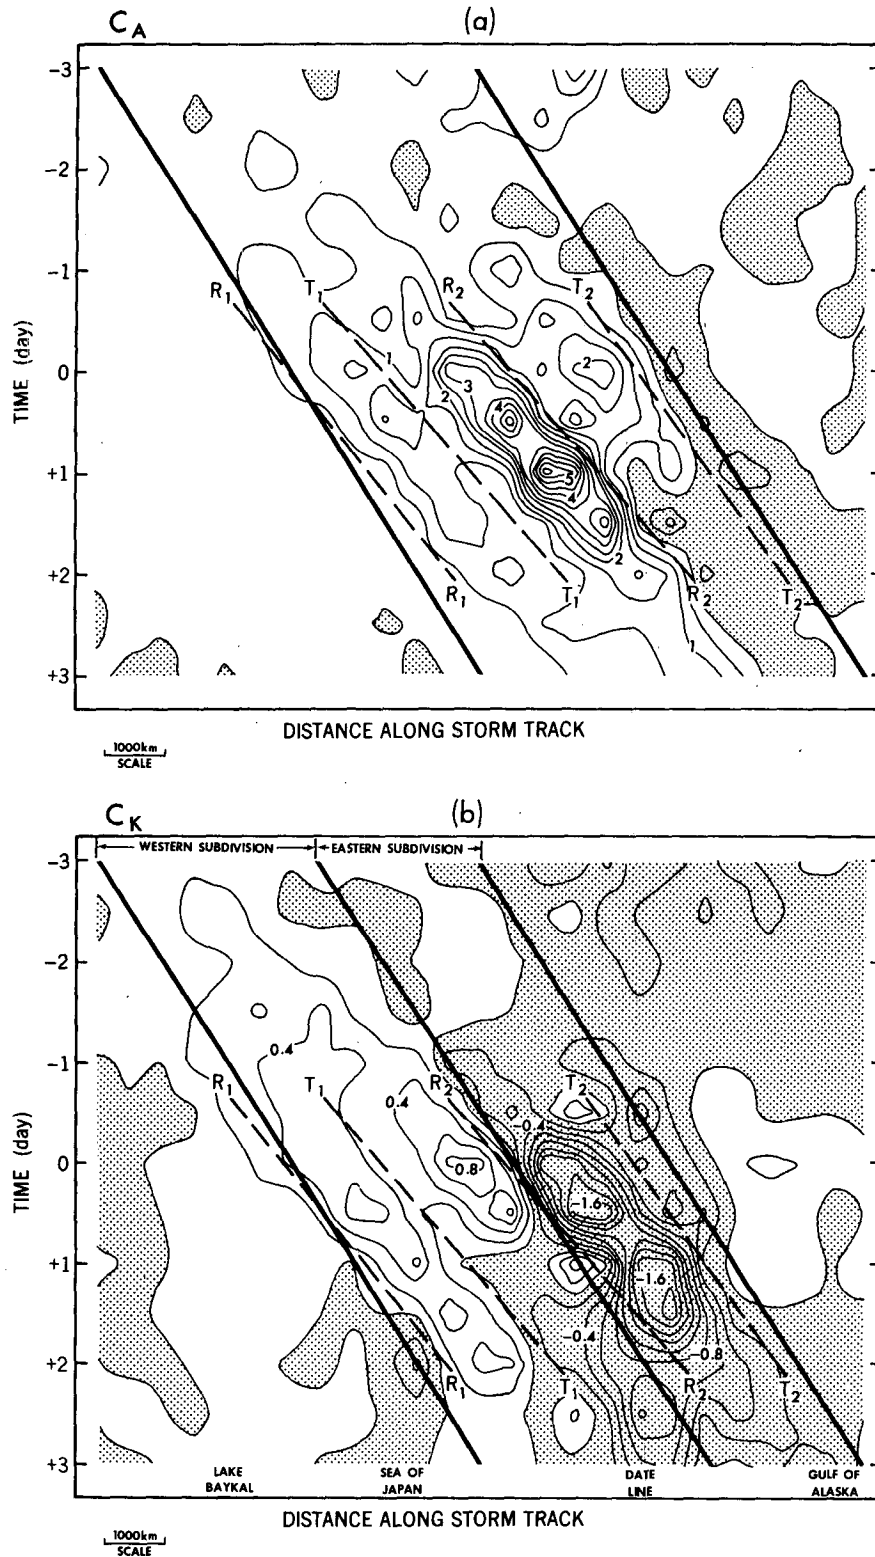 C_A (a)
-3
-2
-1
R₁ T₁ R₂ T₂
TIME (day)
0
1 3 2
2 4
+1
5
4
2
+2
R₁ T₁ R₂ T₂
1
+3
DISTANCE ALONG STORM TRACK
1000km
SCALE
C_K (b)
WESTERN SUBDIVISION EASTERN SUBDIVISION
-3
-2
0.4
-1
R₁ T₁ R₂ T₂
0.4 -0.4
TIME (day)
0
0.8
-1.6
+1
-1.6
-0.4 -0.8
+2
R₁ T₁ R₂ T₂
+3
LAKE BAYKAL SEA OF JAPAN DATE LINE GULF OF ALASKA
DISTANCE ALONG STORM TRACK
1000km
SCALE